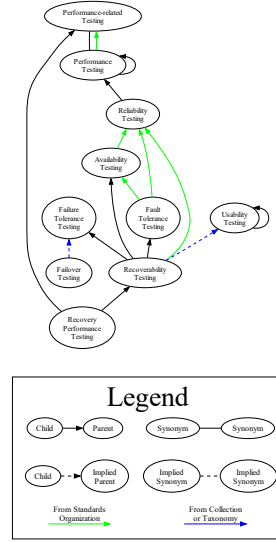 Performance-related
Testing
Performance
Testing
Reliability
Testing
Availability
Testing
Failure
Tolerance
Testing
Fault
Tolerance
Testing
Usability
Testing
Failover
Testing
Recoverability
Testing
Recovery
Performance
Testing
Legend
Child
Parent
Synonym
Synonym
Child
Implied
Parent
Implied
Synonym
Implied
Synonym
From Standards
Organization
From Collection
or Taxonomy